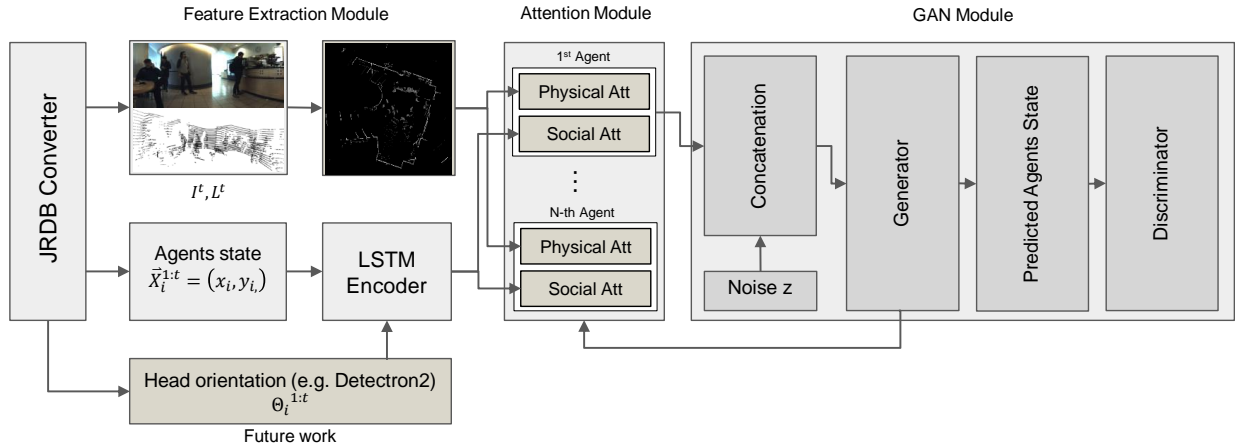 Feature Extraction Module
Attention Module
GAN Module
JRDB Converter
I^t, L^t
Agents state
X⃗_i^{1:t} = (x_i, y_{i,})
LSTM
Encoder
Head orientation (e.g. Detectron2)
Θ_i^{1:t}
Future work
1st Agent
Physical Att
Social Att
⋮
N-th Agent
Physical Att
Social Att
Concatenation
Noise z
Generator
Predicted Agents State
Discriminator